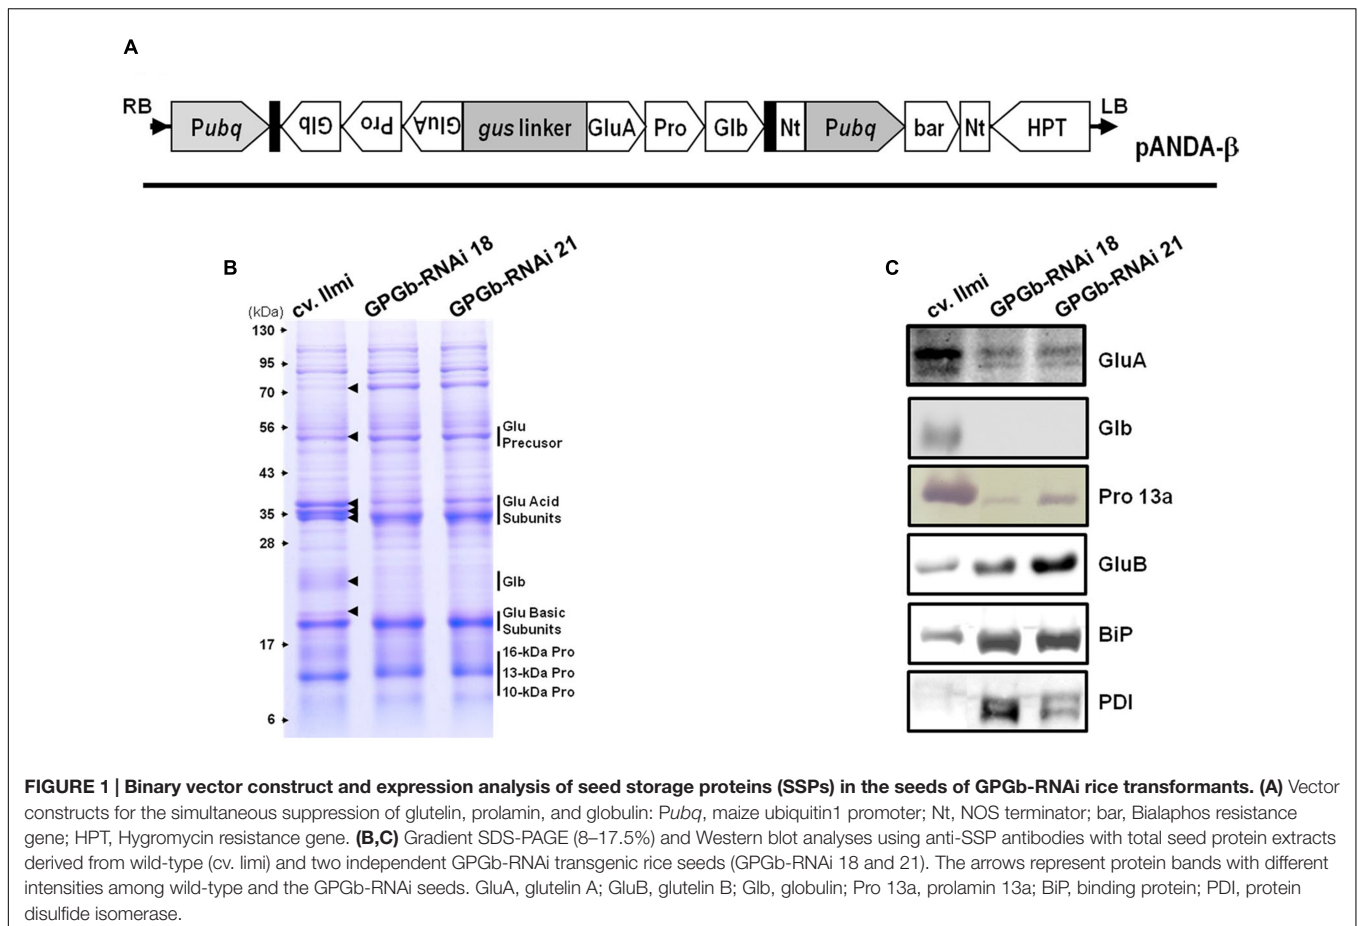 A
RB
LB
Pubq
Glb
Pro
GluA
gus linker
GluA
Pro
Glb
Nt
Pubq
bar
Nt
HPT
pANDA-β
B
cv. Ilmi
GPGb-RNAi 18
GPGb-RNAi 21
(kDa)
130
95
70
56
43
35
28
17
6
Glu
Precusor
Glu Acid
Subunits
Glb
Glu Basic
Subunits
16-kDa Pro
13-kDa Pro
10-kDa Pro
C
cv. Ilmi
GPGb-RNAi 18
GPGb-RNAi 21
GluA
Glb
Pro 13a
GluB
BiP
PDI
FIGURE 1 | Binary vector construct and expression analysis of seed storage proteins (SSPs) in the seeds of GPGb-RNAi rice transformants. (A) Vector
constructs for the simultaneous suppression of glutelin, prolamin, and globulin: Pubq, maize ubiquitin1 promoter; Nt, NOS terminator; bar, Bialaphos resistance
gene; HPT, Hygromycin resistance gene. (B,C) Gradient SDS-PAGE (8–17.5%) and Western blot analyses using anti-SSP antibodies with total seed protein extracts
derived from wild-type (cv. Iimi) and two independent GPGb-RNAi transgenic rice seeds (GPGb-RNAi 18 and 21). The arrows represent protein bands with different
intensities among wild-type and the GPGb-RNAi seeds. GluA, glutelin A; GluB, glutelin B; Glb, globulin; Pro 13a, prolamin 13a; BiP, binding protein; PDI, protein
disulfide isomerase.